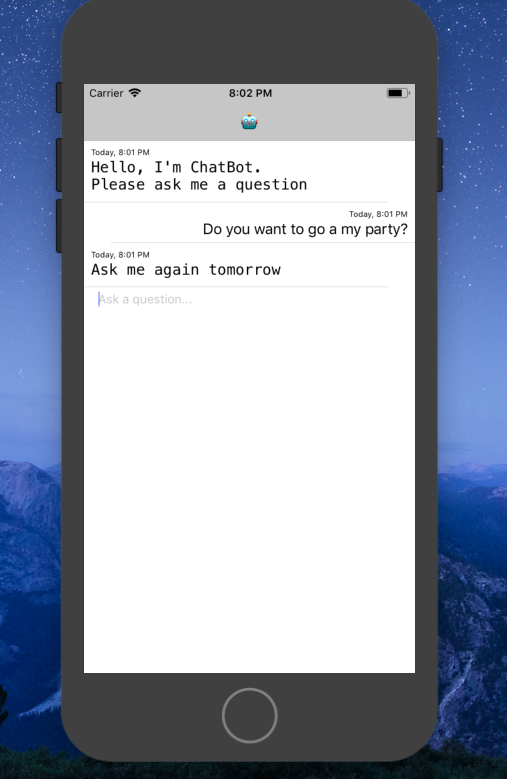 Carrier 8:02 PM
Today, 8:01 PM
Hello, I'm ChatBot.
Please ask me a question
Today, 8:01 PM
Do you want to go a my party?
Today, 8:01 PM
Ask me again tomorrow
Ask a question...